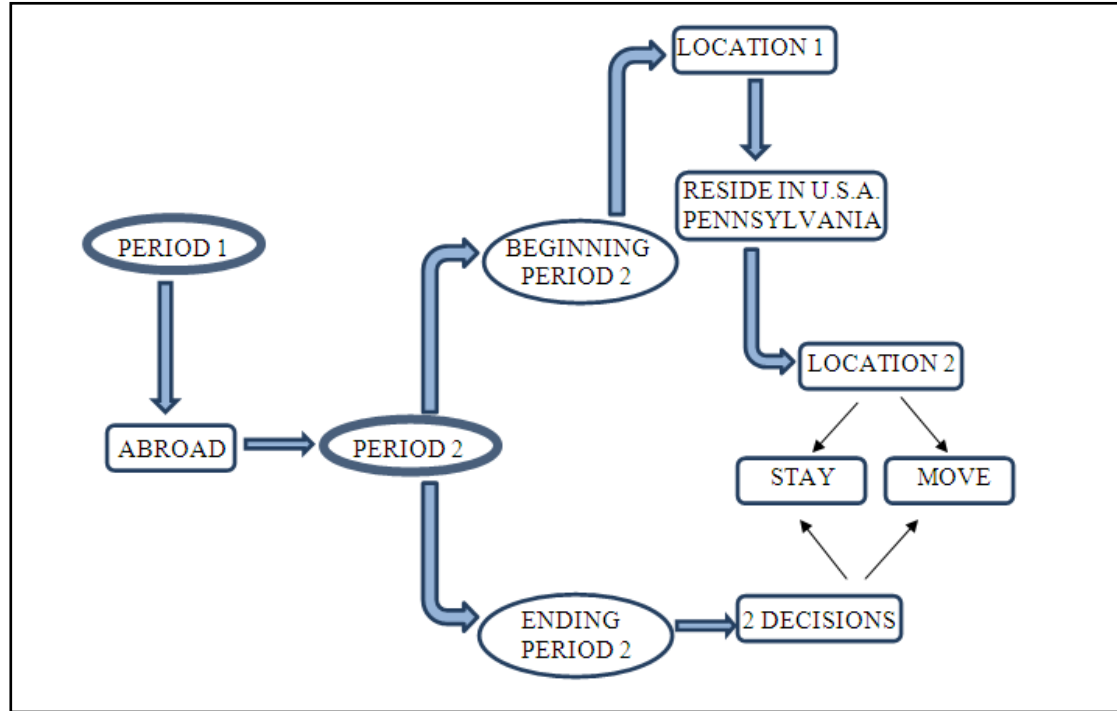 LOCATION 1
RESIDE IN U.S.A.
PENNSYLVANIA
PERIOD 1
BEGINNING
PERIOD 2
LOCATION 2
ABROAD
PERIOD 2
STAY
MOVE
ENDING
PERIOD 2
2 DECISIONS